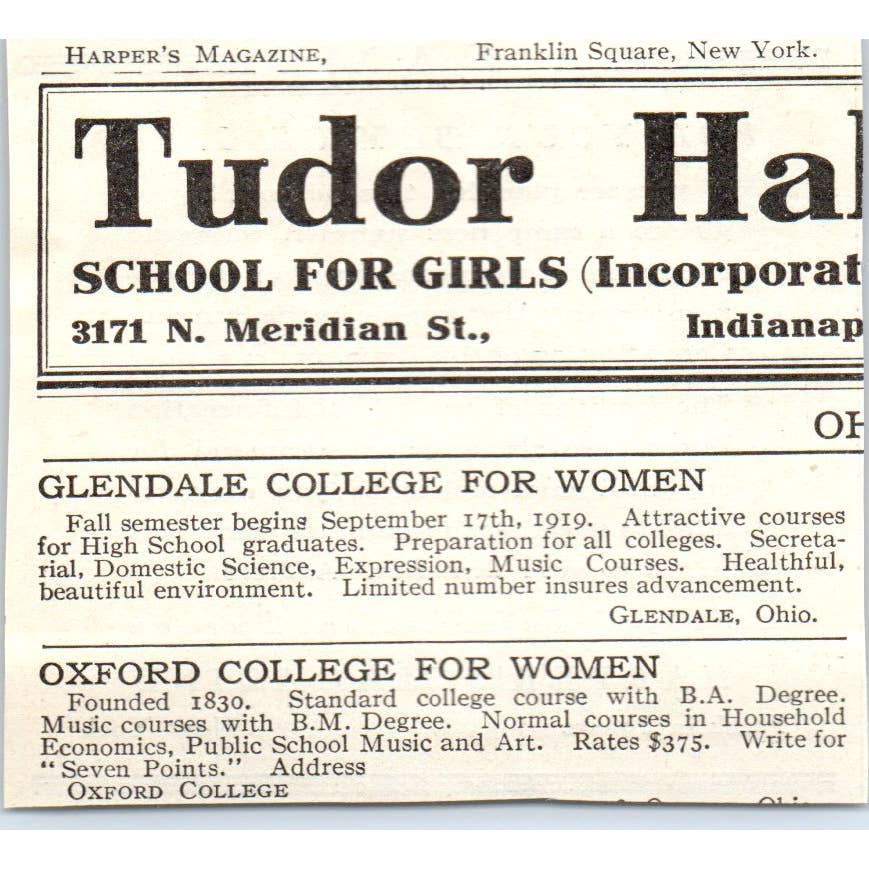 HARPER'S MAGAZINE, Franklin Square, New York.
Tudor Hal
SCHOOL FOR GIRLS (Incorporat
3171 N. Meridian St., Indianap
OH
GLENDALE COLLEGE FOR WOMEN
Fall semester begins September 17th, 1919. Attractive courses
for High School graduates. Preparation for all colleges. Secreta-
rial, Domestic Science, Expression, Music Courses. Healthful,
beautiful environment. Limited number insures advancement.
GLENDALE, Ohio.
OXFORD COLLEGE FOR WOMEN
Founded 1830. Standard college course with B.A. Degree.
Music courses with B.M. Degree. Normal courses in Household
Economics, Public School Music and Art. Rates $375. Write for
"Seven Points." Address
OXFORD COLLEGE